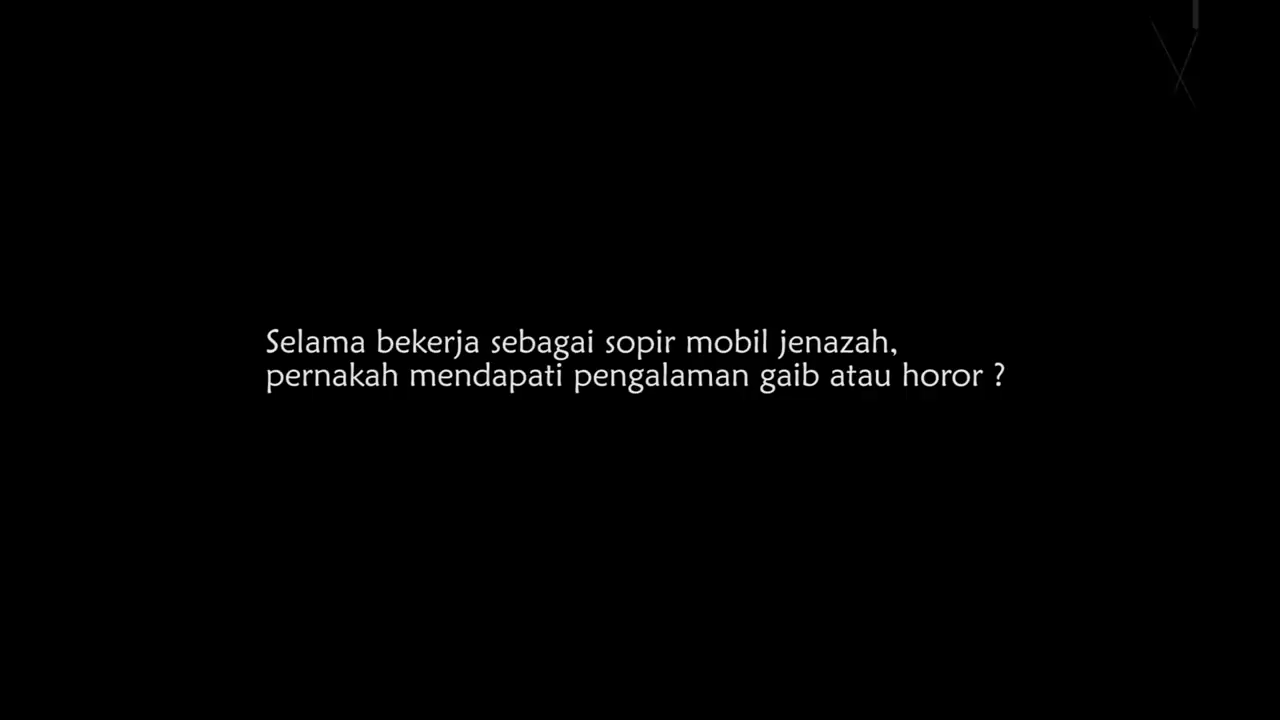 Selama bekerja sebagai sopir mobil jenazah,
pernakah mendapati pengalaman gaib atau horor ?